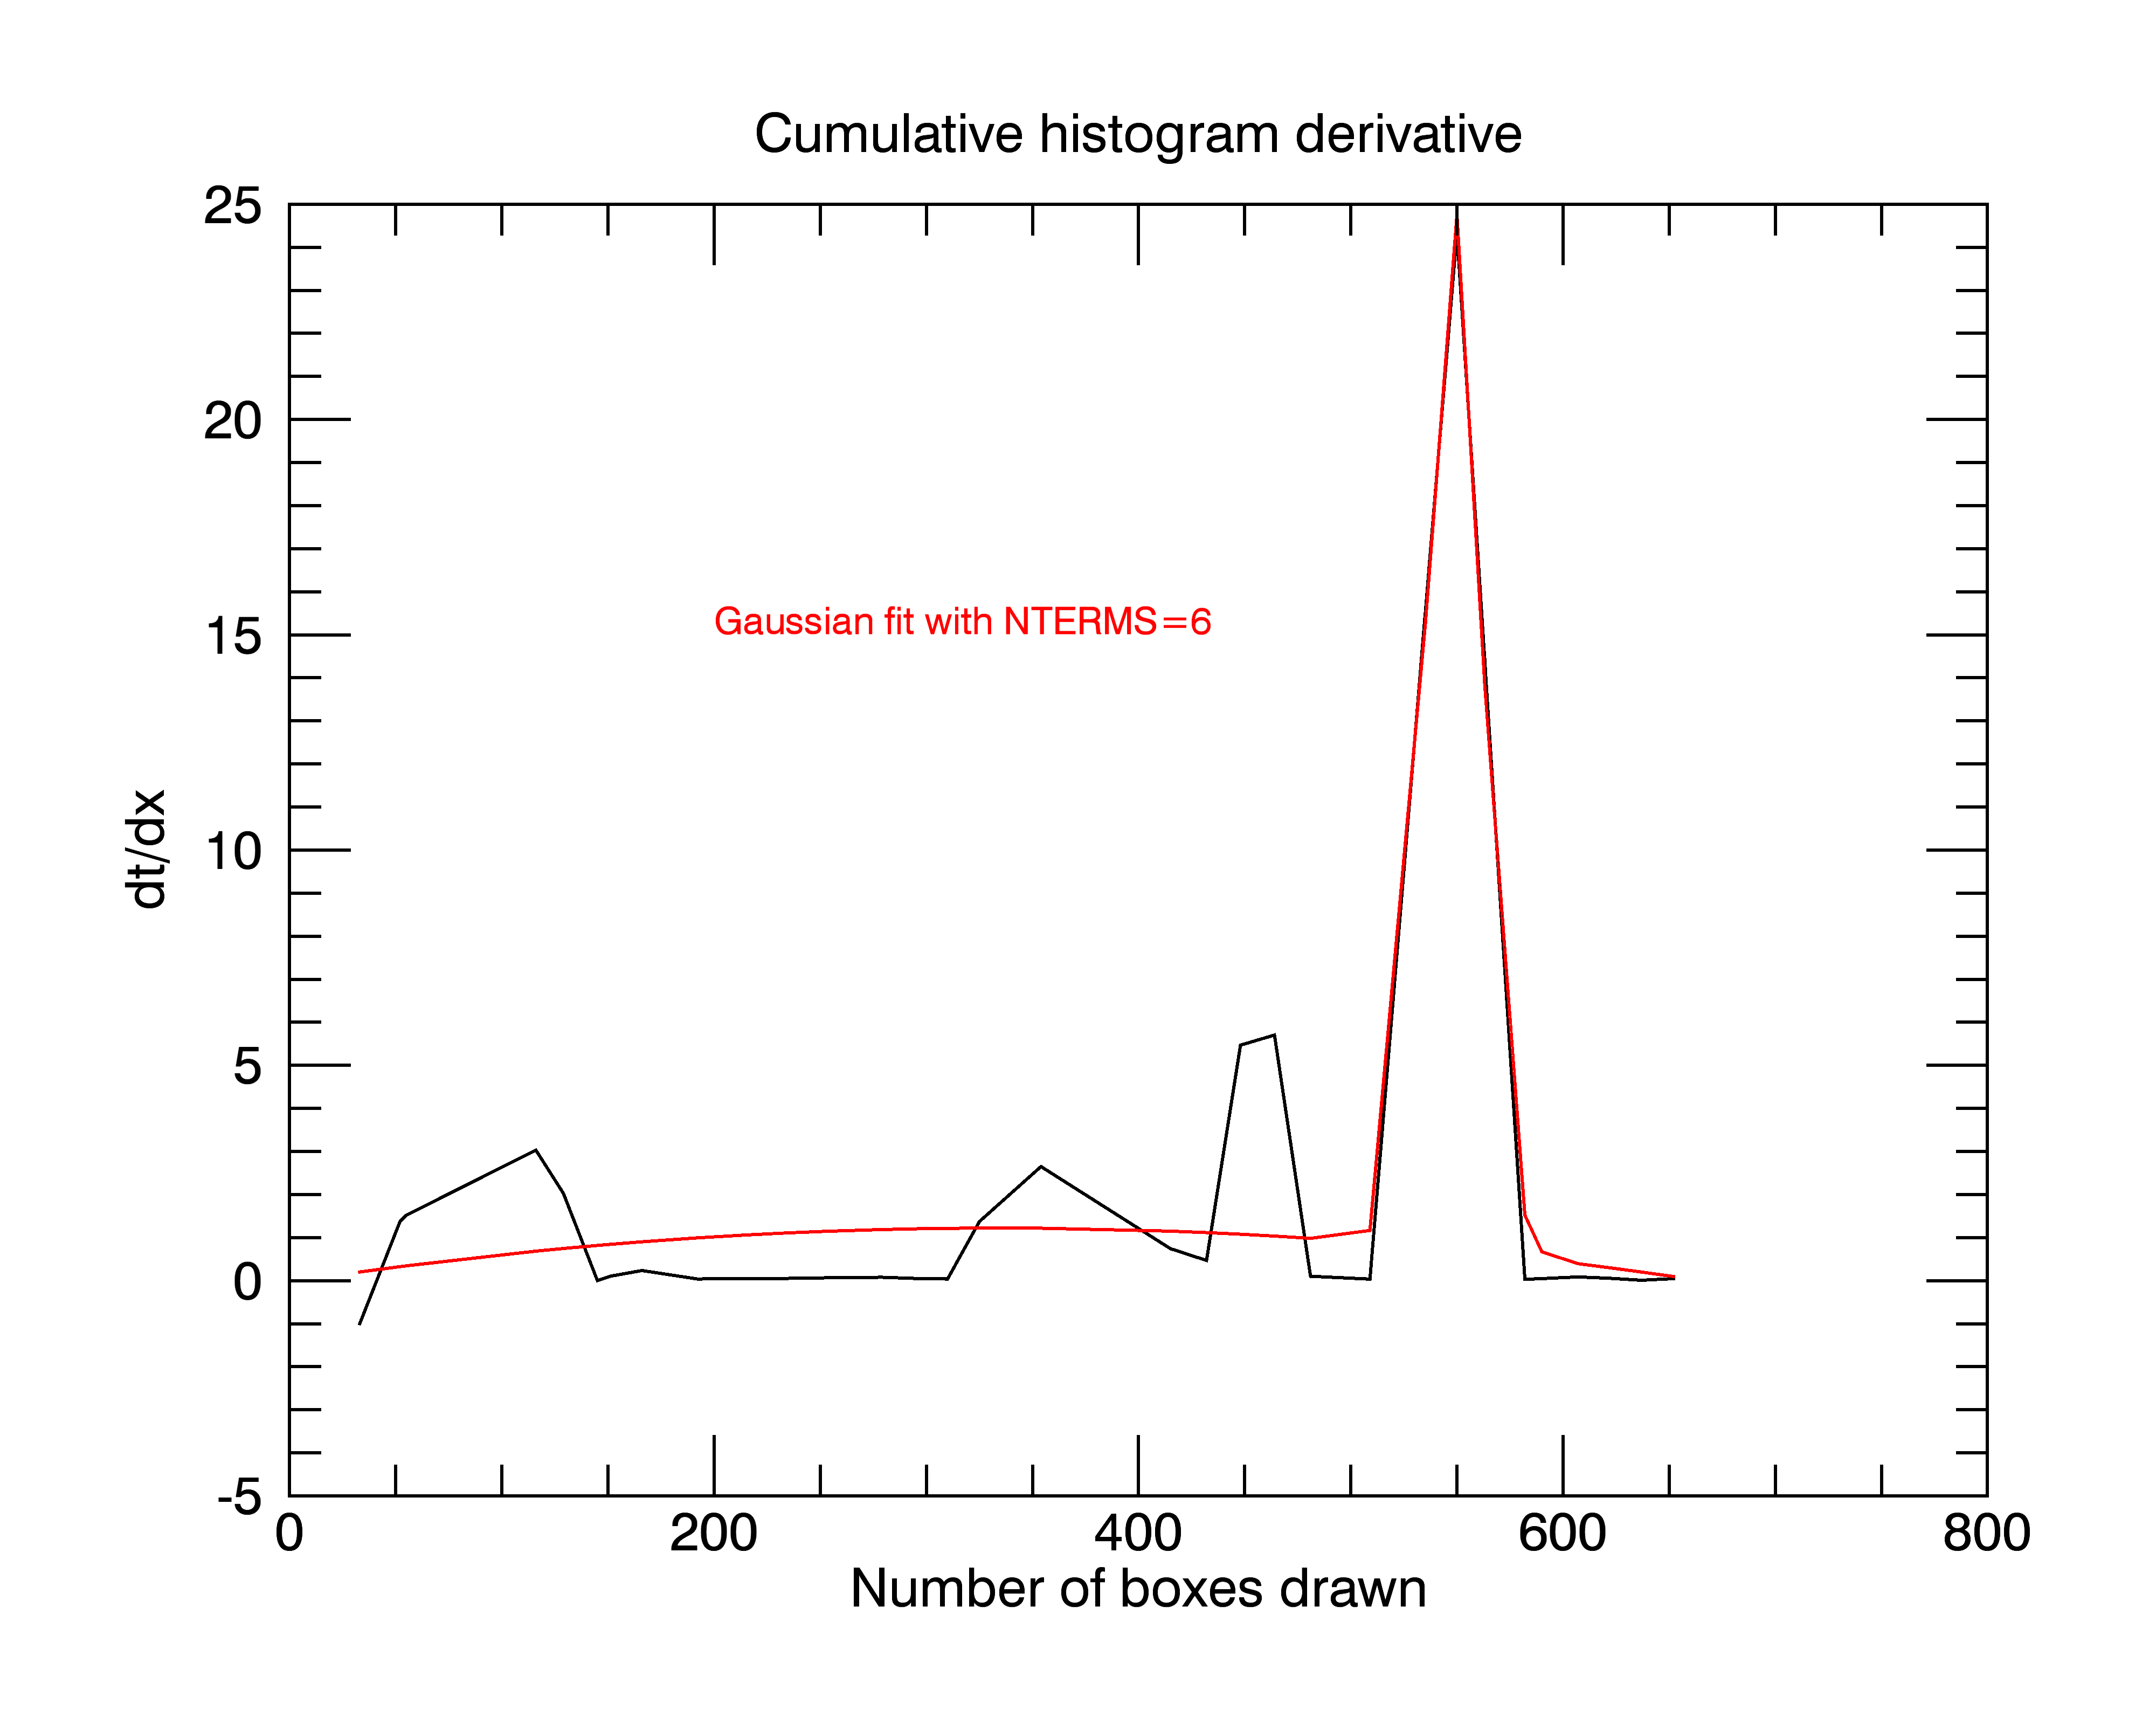 Cumulative histogram derivative
25
20
15
10
5
0
-5
dt/dx
Gaussian fit with NTERMS=6
0 200 400 600 800
Number of boxes drawn